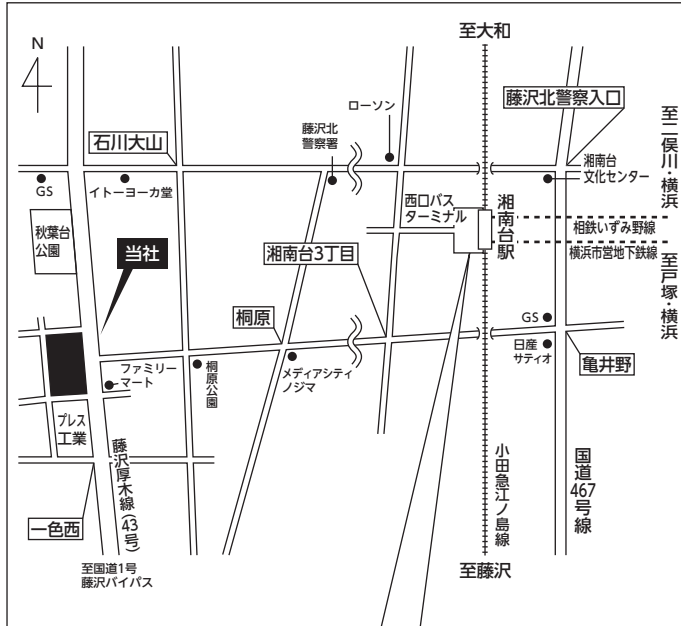 至大和
N
ローソン
藤沢北警察入口
藤沢北
警察署
石川大山
至二俣川・横浜
湘南台
文化センター
GS
イトーヨーカ堂
西口バス
ターミナル
湘南台駅
相鉄いずみ野線
秋葉台
公園
当社
湘南台3丁目
横浜市営地下鉄線
至戸塚・横浜
桐原
GS
日産
サティオ
亀井野
ファミリー
マート
桐原公園
メディアシティ
ノジマ
プレス
工業
藤沢厚木線(43号)
小田急江ノ島線
国道467号線
一色西
至国道1号
藤沢バイパス
至藤沢